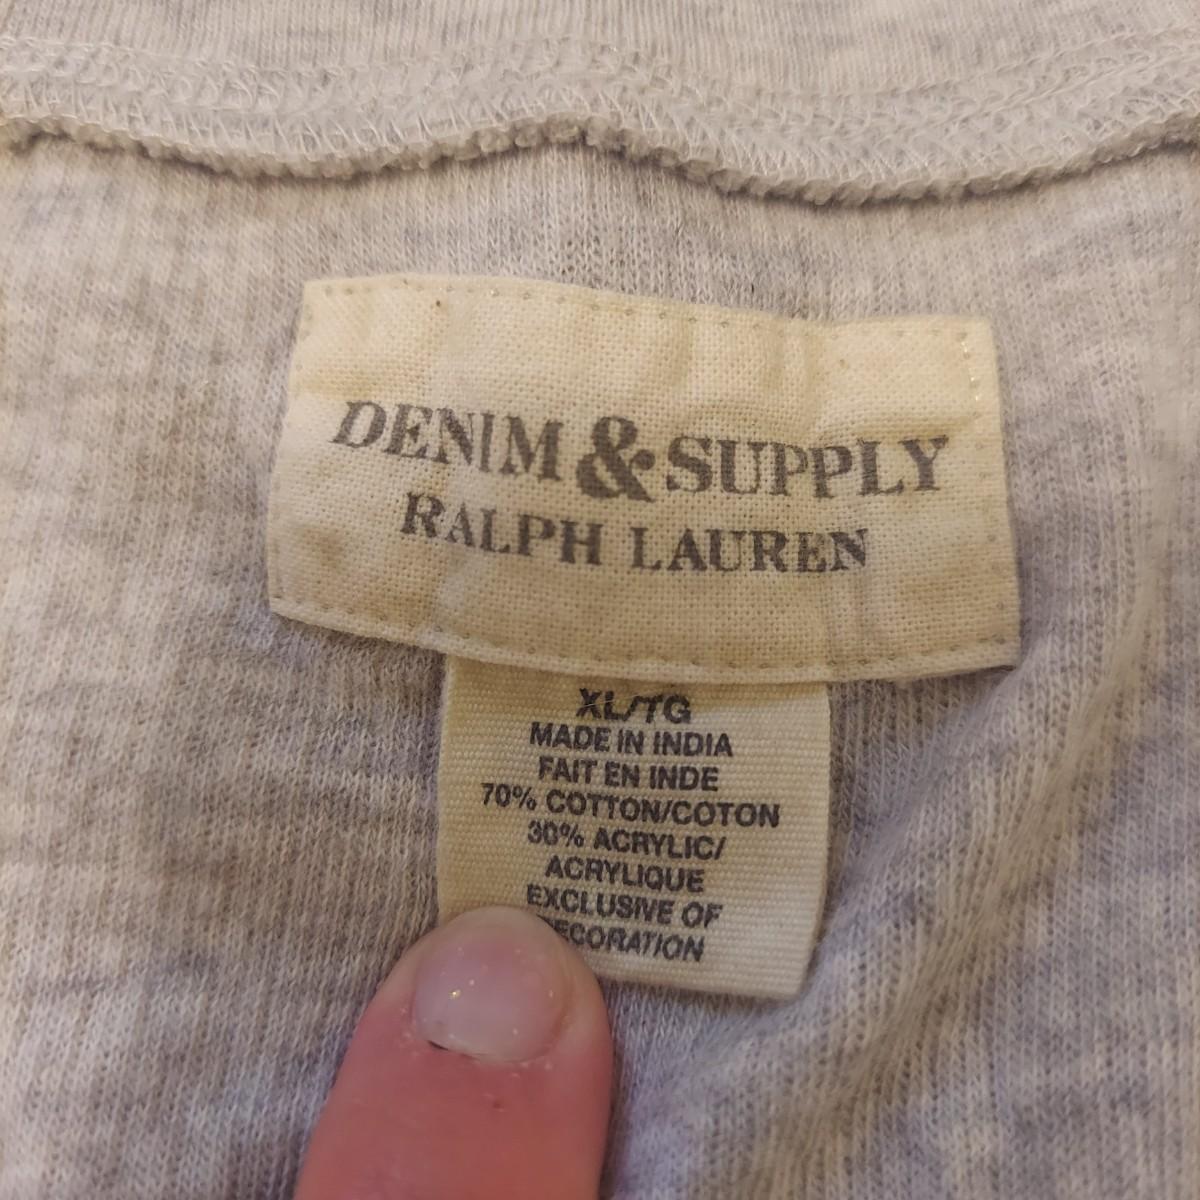 DENIM & SUPPLY
RALPH LAUREN
XL/TG
MADE IN INDIA
FAIT EN INDE
70% COTTON/COTON
30% ACRYLIC/
ACRYLIQUE
EXCLUSIVE OF